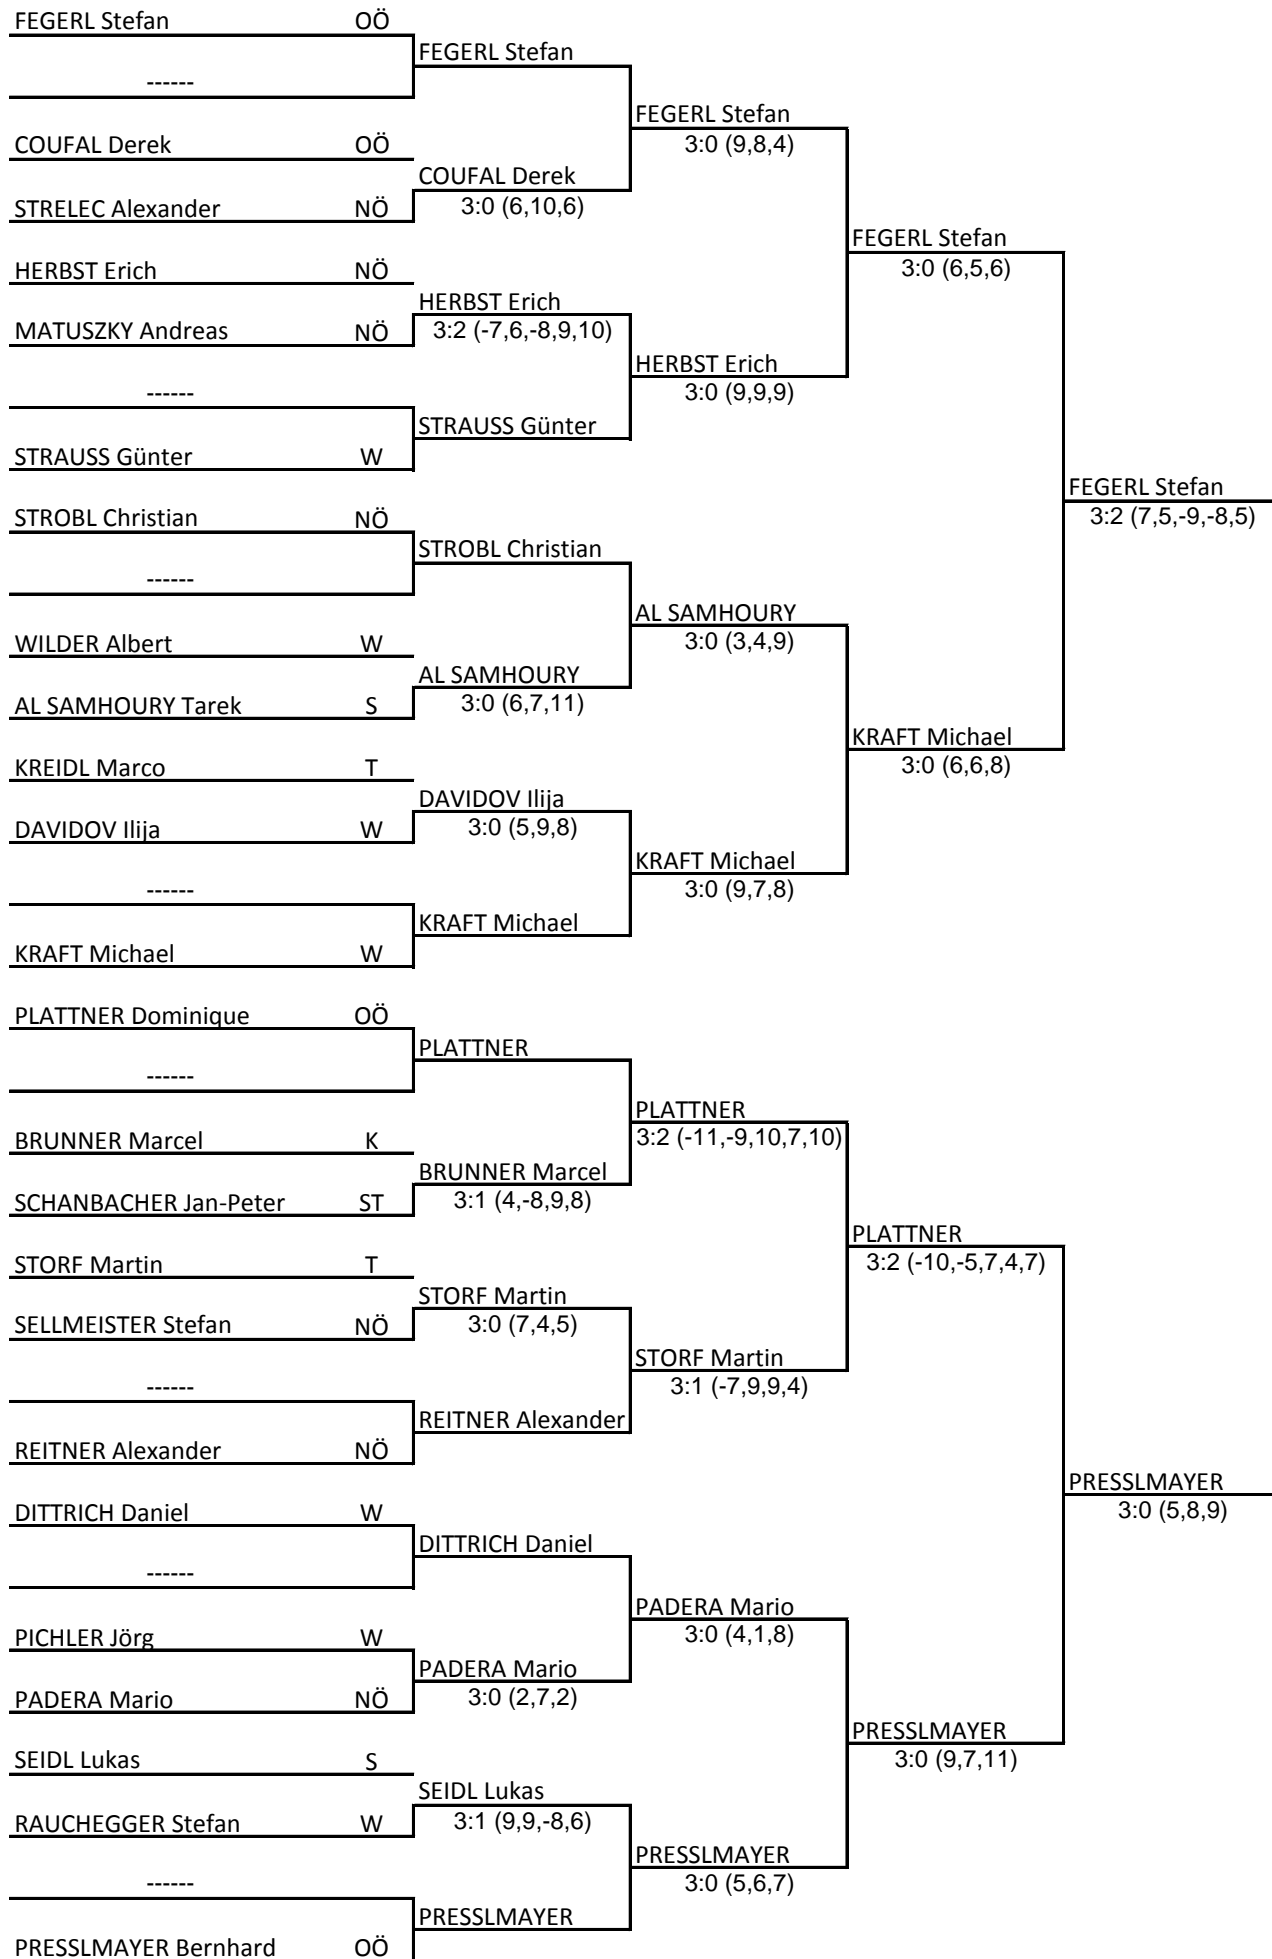 FEGERL Stefan OÖ
FEGERL Stefan
------
FEGERL Stefan
3:0 (9,8,4)
COUFAL Derek OÖ
COUFAL Derek
3:0 (6,10,6)
STRELEC Alexander NÖ
FEGERL Stefan
3:0 (6,5,6)
HERBST Erich NÖ
HERBST Erich
3:2 (-7,6,-8,9,10)
MATUSZKY Andreas NÖ
HERBST Erich
3:0 (9,9,9)
------
STRAUSS Günter
STRAUSS Günter W
FEGERL Stefan
3:2 (7,5,-9,-8,5)
STROBL Christian NÖ
STROBL Christian
------
AL SAMHOURY
3:0 (3,4,9)
WILDER Albert W
AL SAMHOURY
3:0 (6,7,11)
AL SAMHOURY Tarek S
KRAFT Michael
3:0 (6,6,8)
KREIDL Marco T
DAVIDOV Ilija
3:0 (5,9,8)
DAVIDOV Ilija W
KRAFT Michael
3:0 (9,7,8)
------
KRAFT Michael
KRAFT Michael W
PLATTNER Dominique OÖ
PLATTNER
------
PLATTNER
3:2 (-11,-9,10,7,10)
BRUNNER Marcel K
BRUNNER Marcel
3:1 (4,-8,9,8)
SCHANBACHER Jan-Peter ST
PLATTNER
3:2 (-10,-5,7,4,7)
STORF Martin T
STORF Martin
3:0 (7,4,5)
SELLMEISTER Stefan NÖ
STORF Martin
3:1 (-7,9,9,4)
------
REITNER Alexander
REITNER Alexander NÖ
PRESSLMAYER
3:0 (5,8,9)
DITTRICH Daniel W
DITTRICH Daniel
------
PADERA Mario
3:0 (4,1,8)
PICHLER Jörg W
PADERA Mario
3:0 (2,7,2)
PADERA Mario NÖ
PRESSLMAYER
3:0 (9,7,11)
SEIDL Lukas S
SEIDL Lukas
3:1 (9,9,-8,6)
RAUCHEGGER Stefan W
PRESSLMAYER
3:0 (5,6,7)
------
PRESSLMAYER
PRESSLMAYER Bernhard OÖ